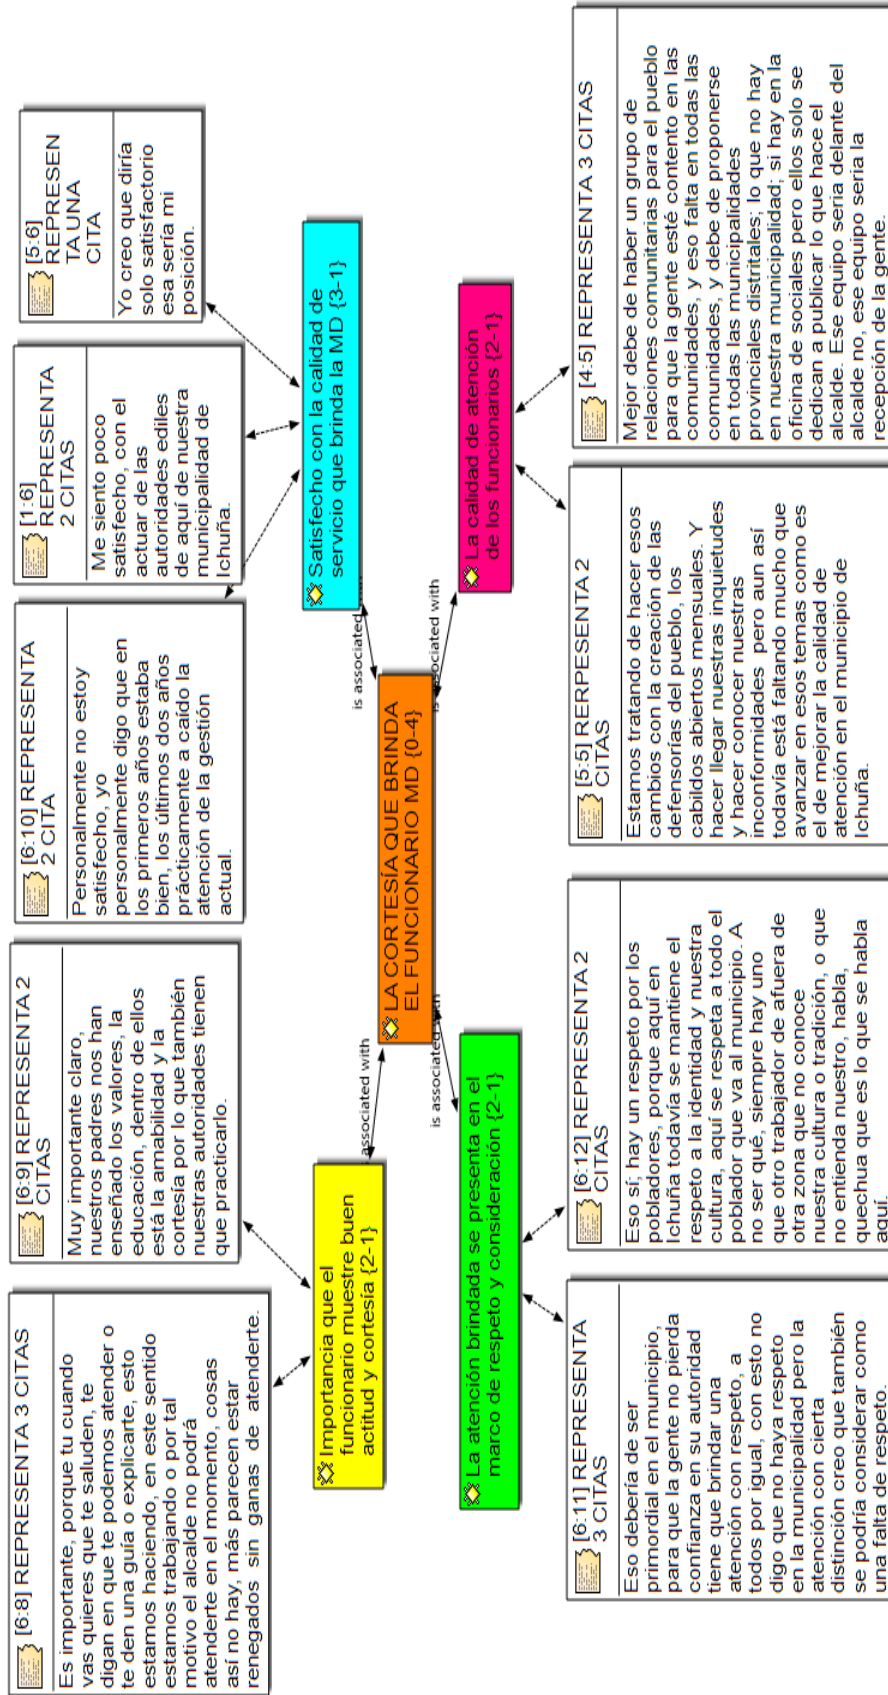 [6:8] REPRESENTA 3 CITAS
Es importante, porque tu cuando
vas quieres que te saluden, te
digan en que te podemos atender o
te den una guía o explicarte, esto
estamos haciendo, en este sentido
estamos trabajando o por tal
motivo el alcalde no podrá
atenderte en el momento, cosas
así no hay, más parecen estar
renegados sin ganas de atenderte.
[6:9] REPRESENTA 2
CITAS
Muy importante claro,
nuestros padres nos han
enseñado los valores, la
educación, dentro de ellos
está la amabilidad y la
cortesía por lo que también
nuestras autoridades tienen
que practicarlo.
[6:10] REPRESENTA
2 CITA
Personalmente no estoy
satisfecho, yo
personalmente digo que en
los primeros años estaba
bien, los últimos dos años
prácticamente a caído la
atención de la gestión
actual.
[1:6]
REPRESENTA
2 CITAS
Me siento poco
satisfecho, con el
actuar de las
autoridades ediles
de aquí de nuestra
municipalidad de
Ichuña.
[5:6]
REPRESEN
TA UNA
CITA
Yo creo que diría
solo satisfactorio
esa sería mi
posición.
Importancia que el
funcionario muestre buen
actitud y cortesía {2-1}
Satisfecho con la calidad de
servicio que brinda la MD {3-1}
associated with
is associated
LA CORTESÍA QUE BRINDA
EL FUNCIONARIO MD {0-4}
is associated with
is associated with
La atención brindada se presenta en el
marco de respeto y consideración {2-1}
La calidad de atención
de los funcionarios {2-1}
[6:11] REPRESENTA
3 CITAS
Eso debería de ser
primordial en el municipio,
para que la gente no pierda
confianza en su autoridad
tiene que brindar una
atención con respeto, a
todos por igual, con esto no
digo que no haya respeto
en la municipalidad pero la
atención con cierta
distinción creo que también
se podría considerar como
una falta de respeto.
[6:12] REPRESENTA 2
CITAS
Eso sí; hay un respeto por los
pobladores, porque aquí en
Ichuña todavía se mantiene el
respeto a la identidad y nuestra
cultura, aquí se respeta a todo el
poblador que va al municipio. A
no ser qué, siempre hay uno
que otro trabajador de afuera de
otra zona que no conoce
nuestra cultura o tradición, o que
no entienda nuestro, habla,
quechua que es lo que se habla
aquí.
[5:5] RERPESENTA 2
CITAS
Estamos tratando de hacer esos
cambios con la creación de las
defensorías del pueblo, los
cabildos abiertos mensuales. Y
hacer llegar nuestras inquietudes
y hacer conocer nuestras
inconformidades pero aun así
todavía está faltando mucho que
avanzar en esos temas como es
el de mejorar la calidad de
atención en el municipio de
Ichuña.
[4:5] REPRESENTA 3 CITAS
Mejor debe de haber un grupo de
relaciones comunitarias para el pueblo
para que la gente esté contento en las
comunidades, y eso falta en todas las
comunidades, y debe de proponerse
en todas las municipalidades
provinciales distritales; lo que no hay
en nuestra municipalidad; si hay en la
oficina de sociales pero ellos solo se
dedican a publicar lo que hace el
alcalde. Ese equipo seria delante del
alcalde no, ese equipo seria la
recepción de la gente.